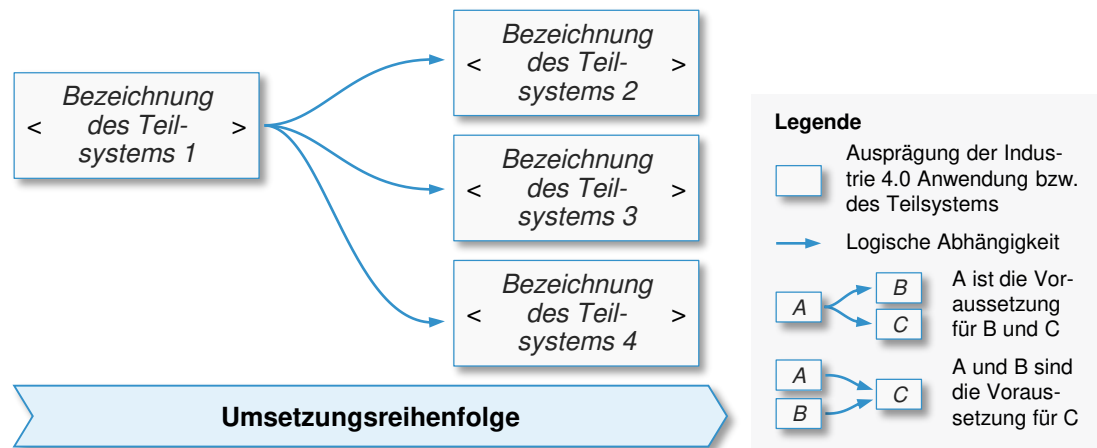 Bezeichnung
< des Teil- >
systems 1
Bezeichnung
< des Teil- >
systems 2
Bezeichnung
< des Teil- >
systems 3
Bezeichnung
< des Teil- >
systems 4
Umsetzungsreihenfolge
Legende
Ausprägung der Indus-
trie 4.0 Anwendung bzw.
des Teilsystems
Logische Abhängigkeit
A
B
C
A ist die Vor-
aussetzung
für B und C
A
B
C
A und B sind
die Voraus-
setzung für C